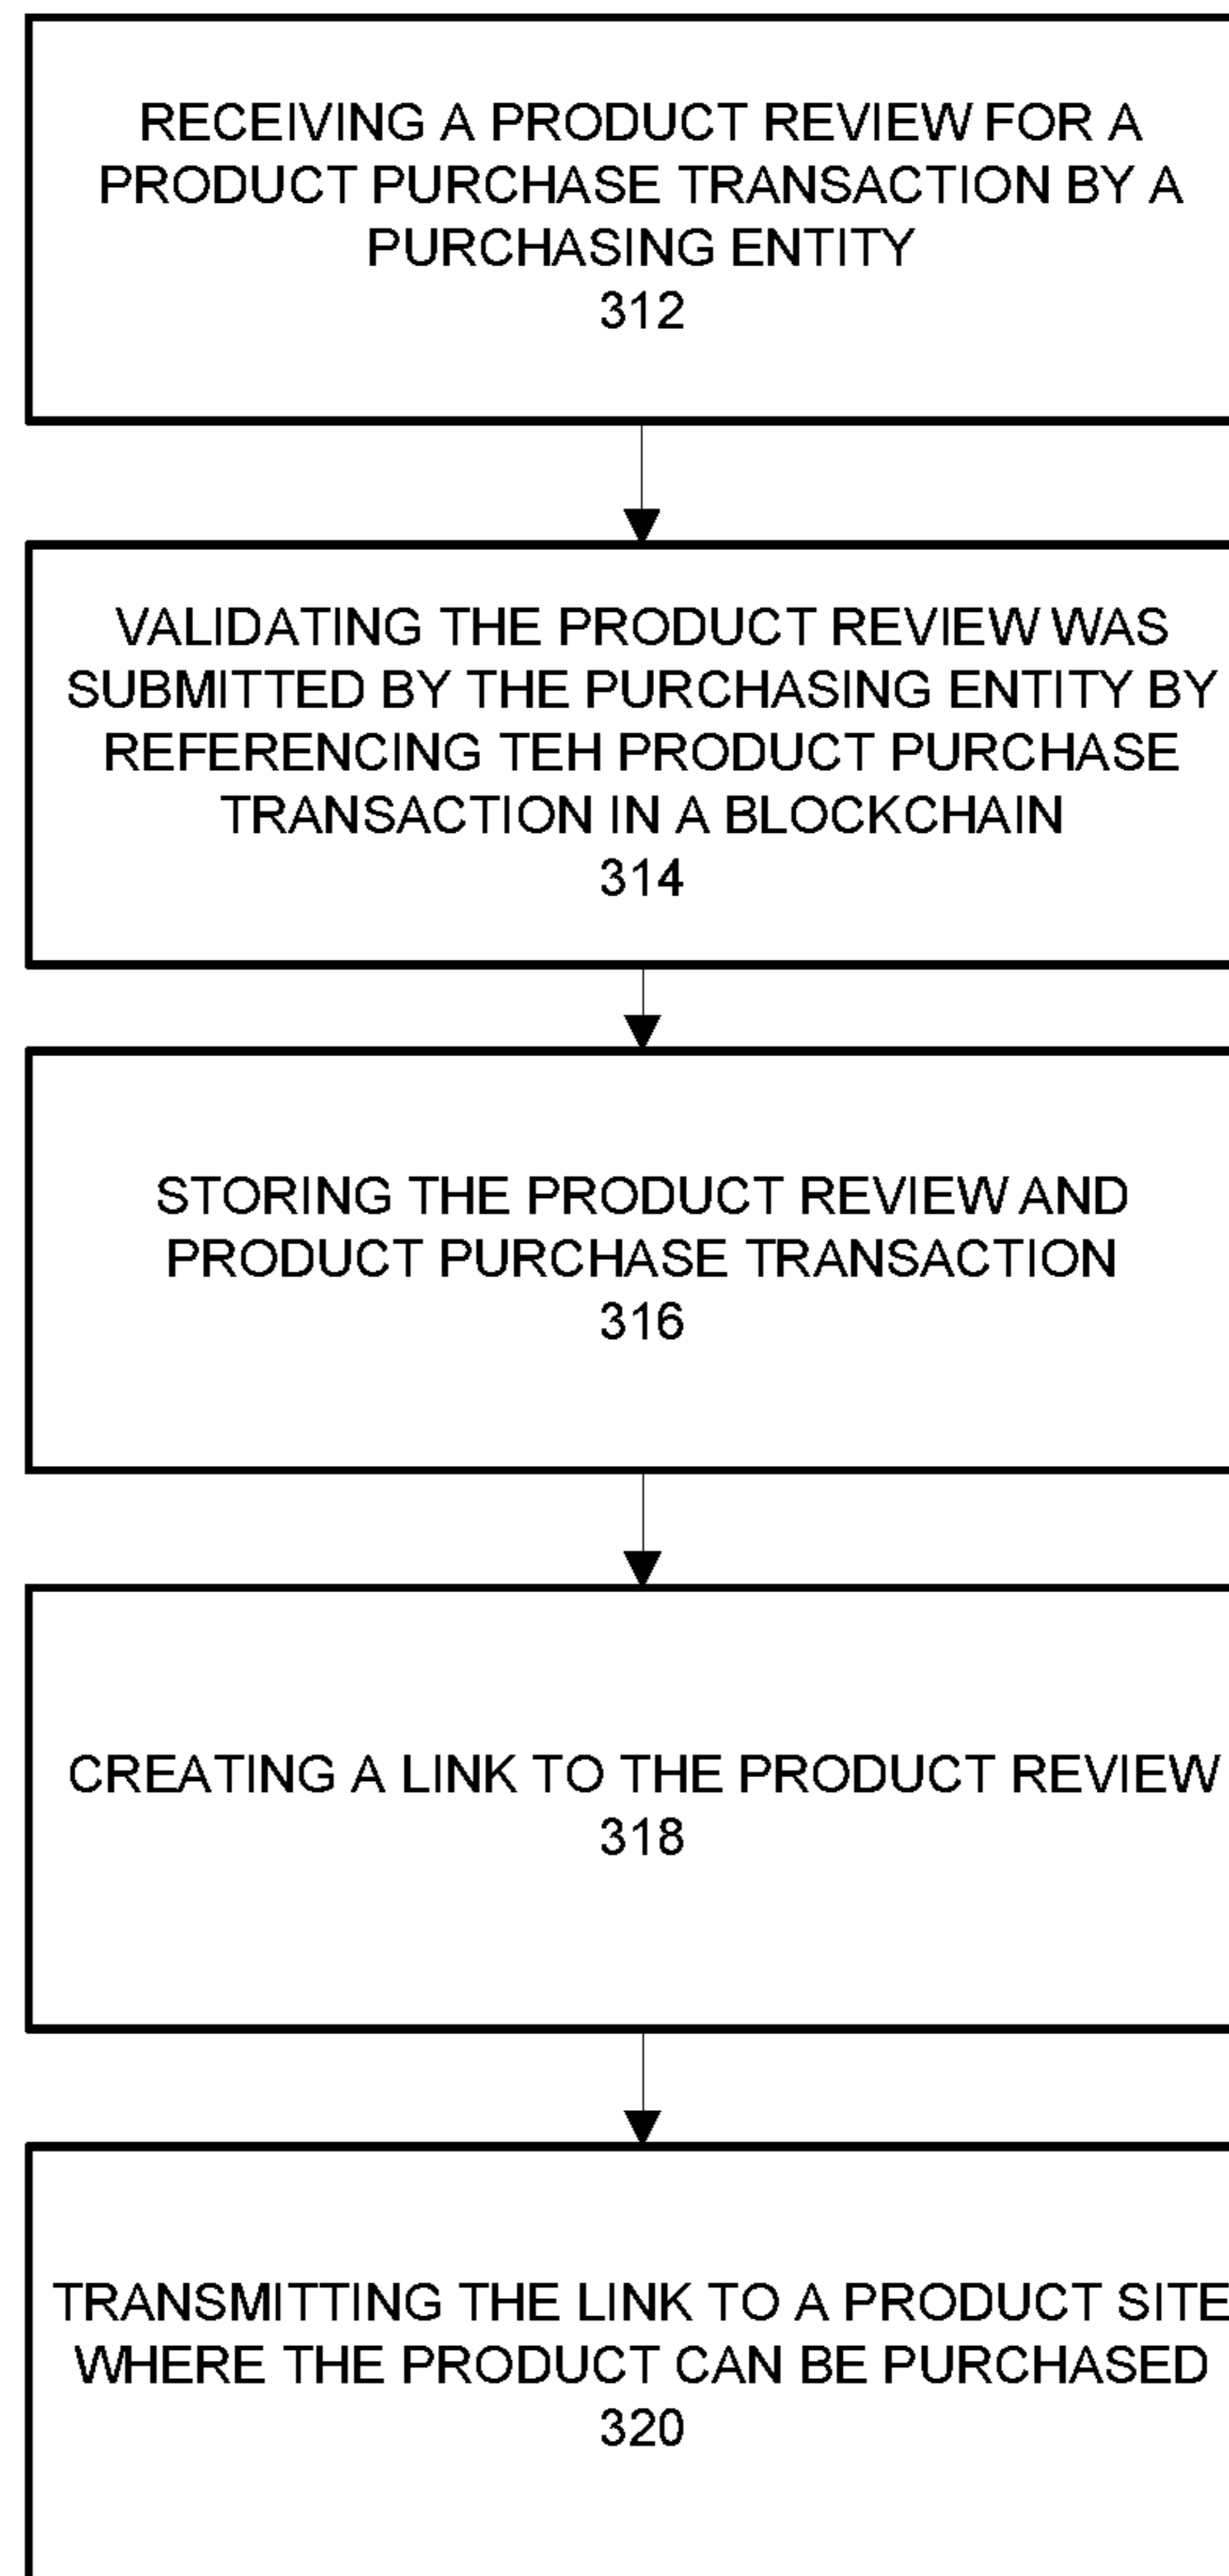 RECEIVING A PRODUCT REVIEW FOR A
PRODUCT PURCHASE TRANSACTION BY A
PURCHASING ENTITY
312
VALIDATING THE PRODUCT REVIEW WAS
SUBMITTED BY THE PURCHASING ENTITY BY
REFERENCING TEH PRODUCT PURCHASE
TRANSACTION IN A BLOCKCHAIN
314
STORING THE PRODUCT REVIEW AND
PRODUCT PURCHASE TRANSACTION
316
CREATING A LINK TO THE PRODUCT REVIEW
318
TRANSMITTING THE LINK TO A PRODUCT SITE
WHERE THE PRODUCT CAN BE PURCHASED
320